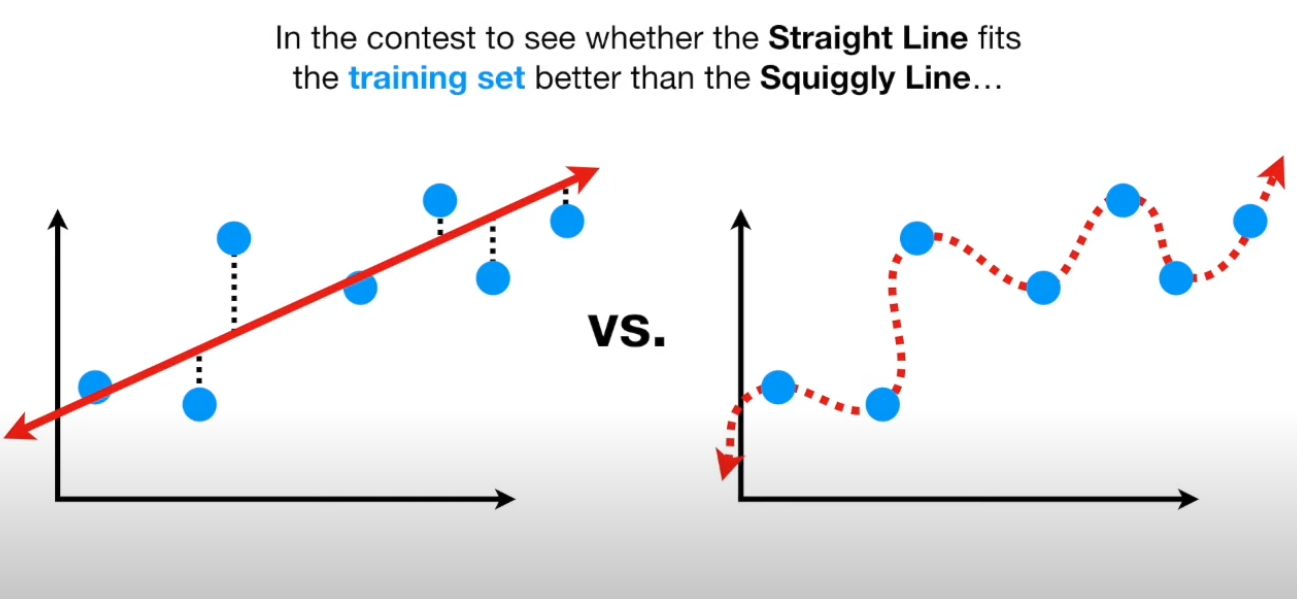 In the contest to see whether the Straight Line fits
the training set better than the Squiggly Line…
vs.